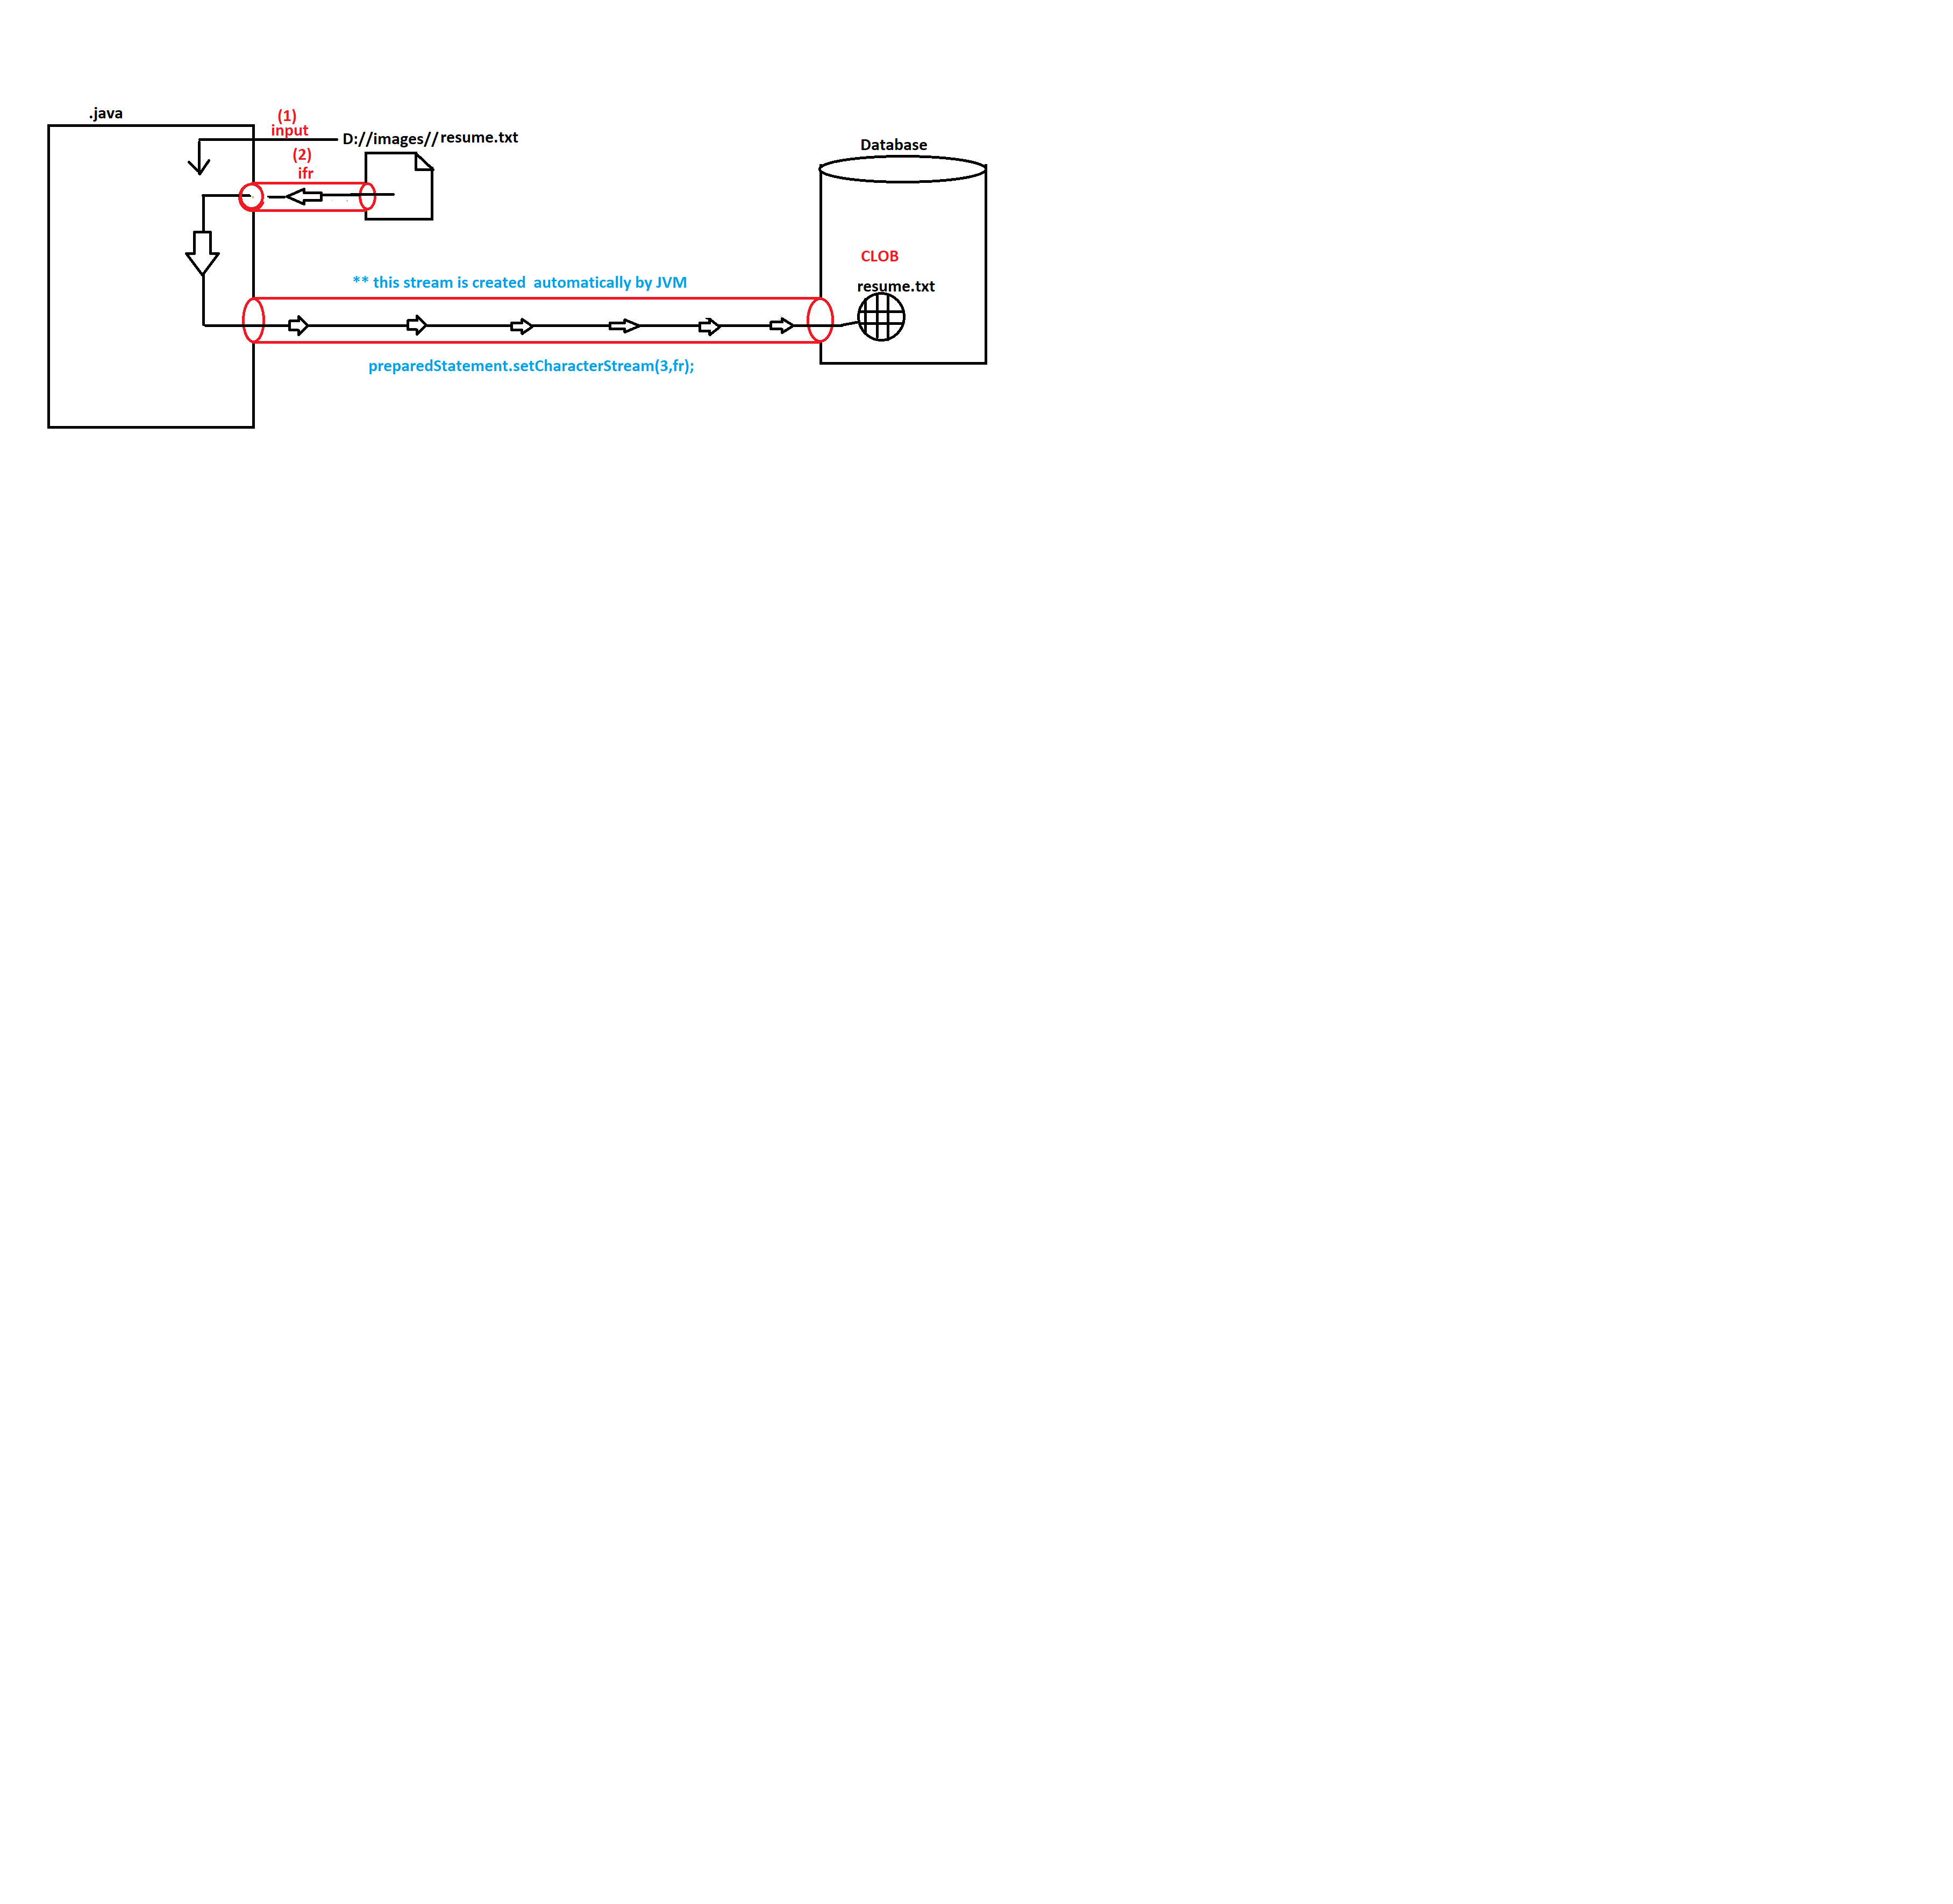 .java
(1)
input
D://images//resume.txt
(2)
ifr
Database
CLOB
resume.txt
** this stream is created  automatically by JVM
preparedStatement.setCharacterStream(3,fr);